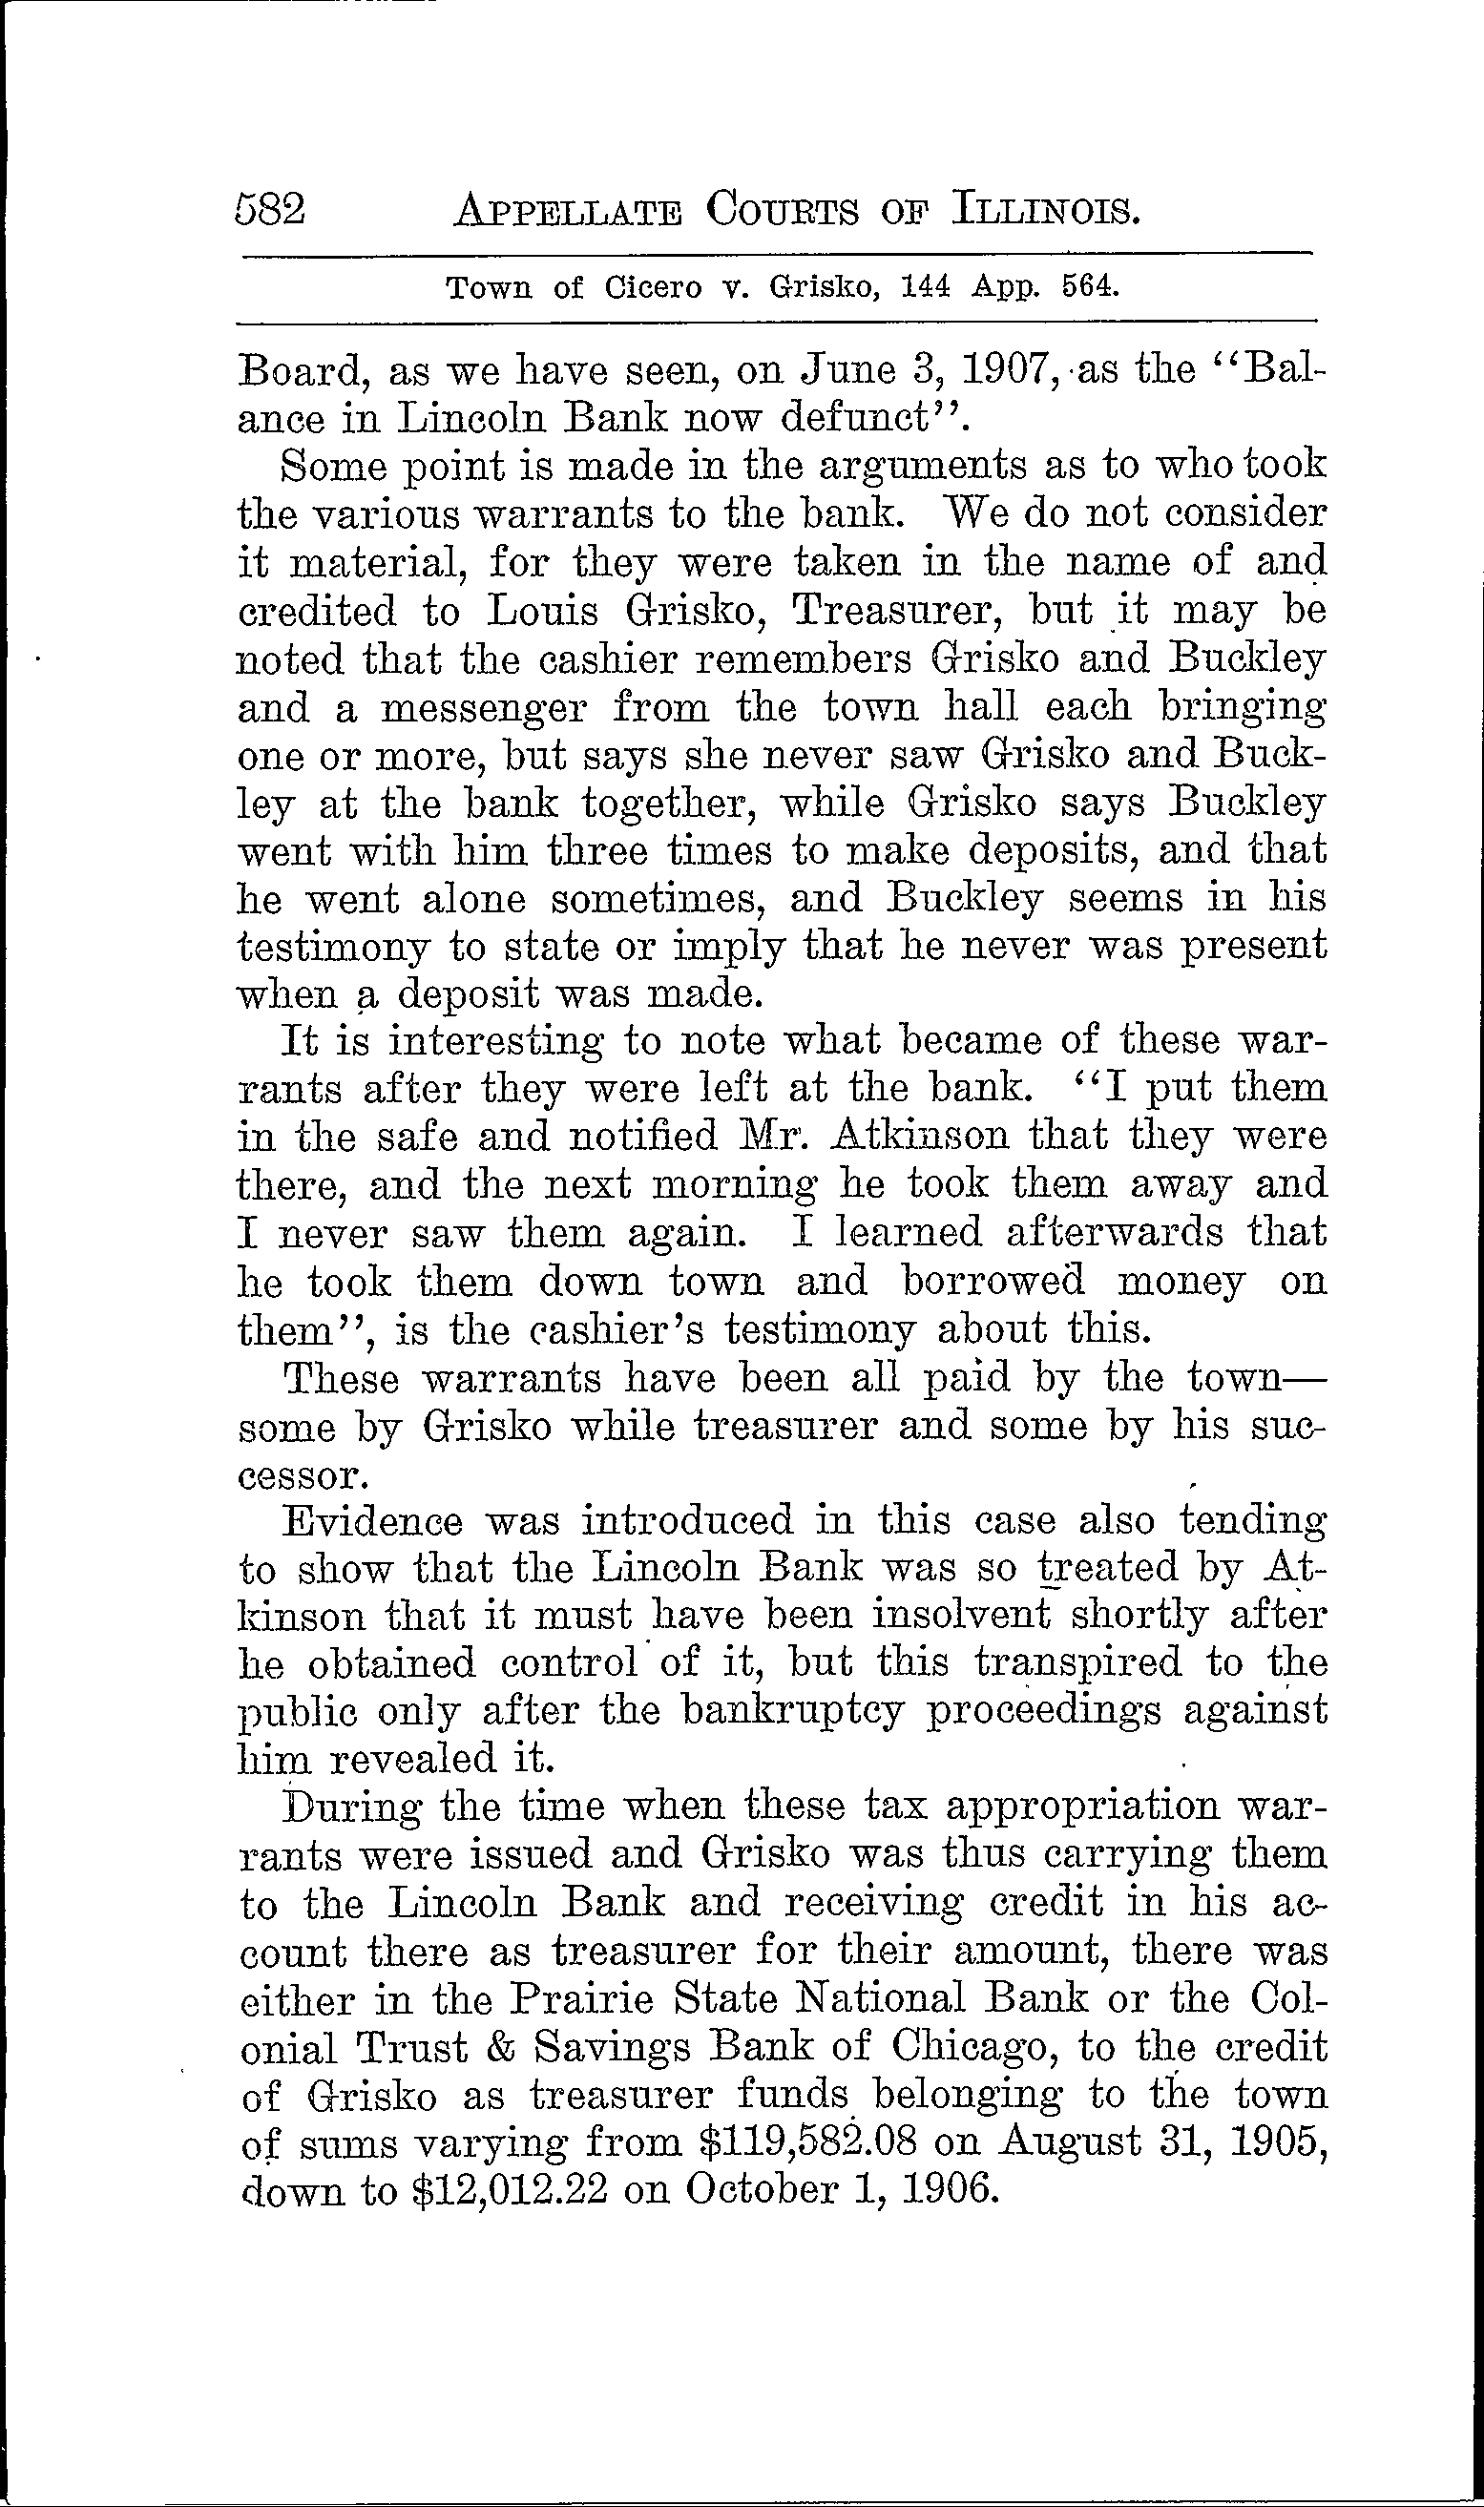 582 APPELLATE COURTS OF ILLINOIS.
Town of Cicero v. Grisko, 144 App. 564.
Board, as we have seen, on June 3, 1907, as the ‘‘Bal-
ance in Lincoln Bank now defunct’’.
Some point is made in the arguments as to who took
the various warrants to the bank. We do not consider
it material, for they were taken in the name of and
credited to Louis Grisko, Treasurer, but it may be
noted that the cashier remembers Grisko and Buckley
and a messenger from the town hall each bringing
one or more, but says she never saw Grisko and Buck-
ley at the bank together, while Grisko says Buckley
went with him three times to make deposits, and that
he went alone sometimes, and Buckley seems in his
testimony to state or imply that he never was present
when a deposit was made.
It is interesting to note what became of these war-
rants after they were left at the bank. ‘‘I put them
in the safe and notified Mr. Atkinson that they were
there, and the next morning he took them away and
I never saw them again. I learned afterwards that
he took them down town and borrowed money on
them’’, is the cashier’s testimony about this.
These warrants have been all paid by the town—
some by Grisko while treasurer and some by his suc-
cessor.
Evidence was introduced in this case also tending
to show that the Lincoln Bank was so treated by At-
kinson that it must have been insolvent shortly after
he obtained control of it, but this transpired to the
public only after the bankruptcy proceedings against
him revealed it.
During the time when these tax appropriation war-
rants were issued and Grisko was thus carrying them
to the Lincoln Bank and receiving credit in his ac-
count there as treasurer for their amount, there was
either in the Prairie State National Bank or the Col-
onial Trust & Savings Bank of Chicago, to the credit
of Grisko as treasurer funds belonging to the town
of sums varying from $119,582.08 on August 31, 1905,
down to $12,012.22 on October 1, 1906.